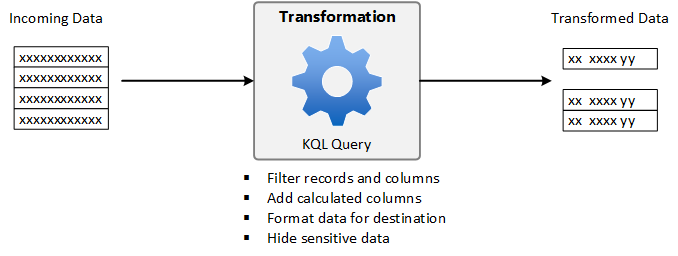 Incoming Data
xxxxxxxxxxxx
xxxxxxxxxxxx
xxxxxxxxxxxx
xxxxxxxxxxxx
Transformation
KQL Query
Transformed Data
xx xxxx yy
xx xxxx yy
xx xxxx yy
▪ Filter records and columns
▪ Add calculated columns
▪ Format data for destination
▪ Hide sensitive data